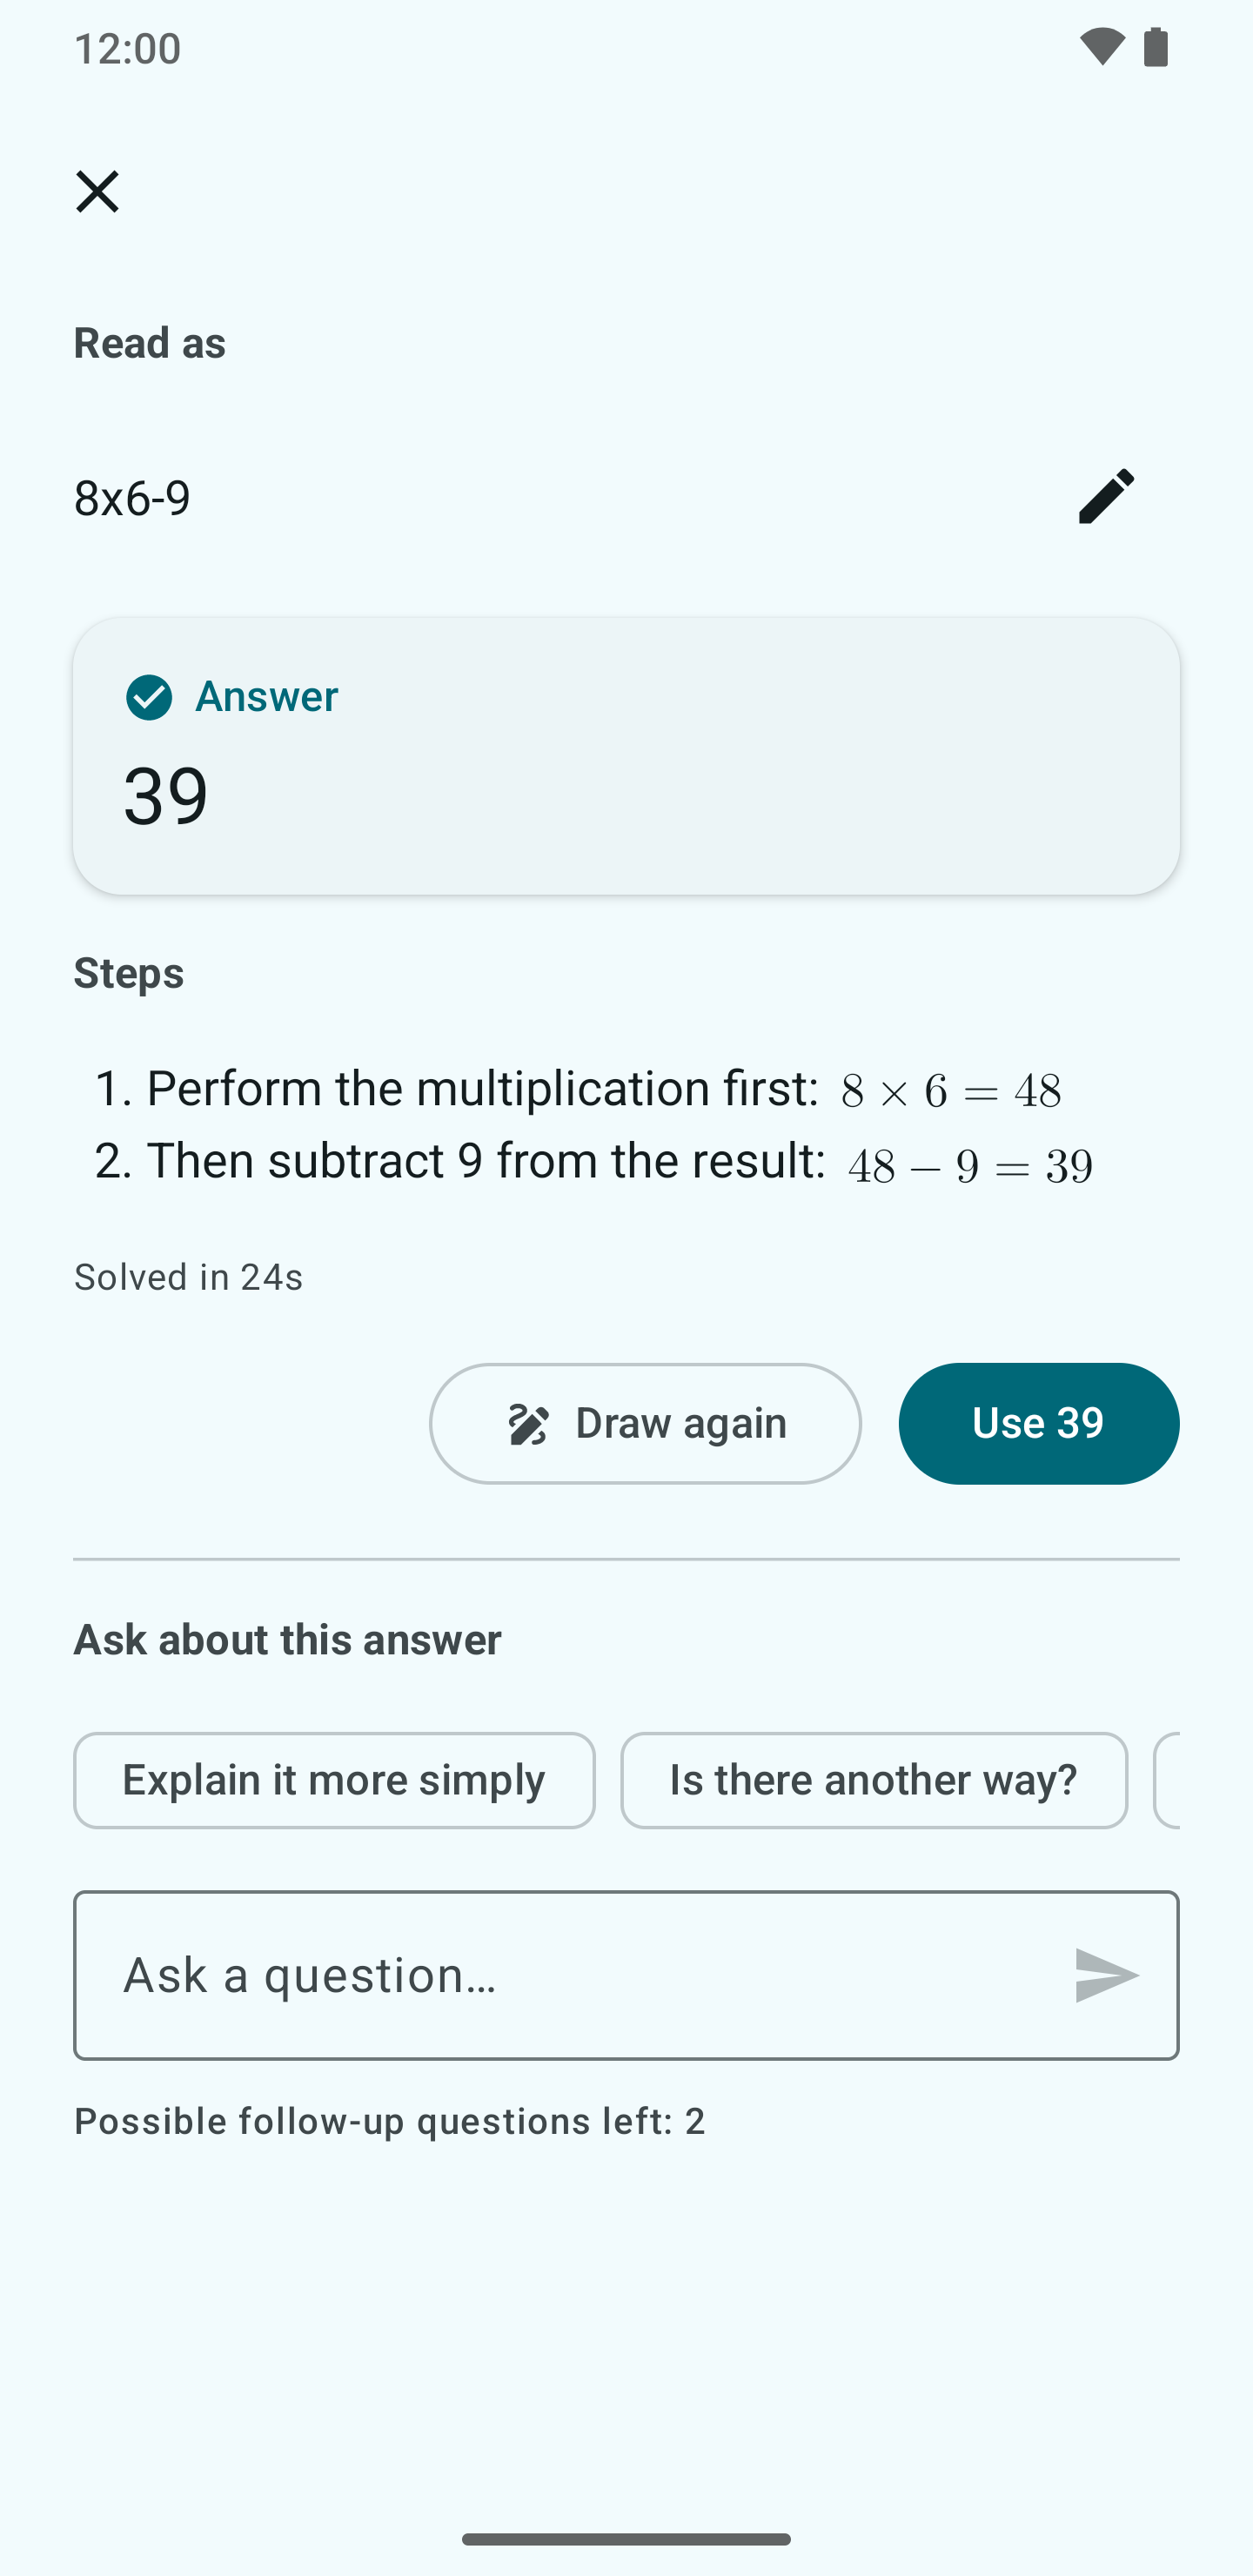 12:00
Read as
8x6-9
Answer
39
Steps
1. Perform the multiplication first: 8 × 6 = 48
2. Then subtract 9 from the result: 48 − 9 = 39
Solved in 24s
Draw again
Use 39
Ask about this answer
Explain it more simply
Is there another way?
Ask a question…
Possible follow-up questions left: 2